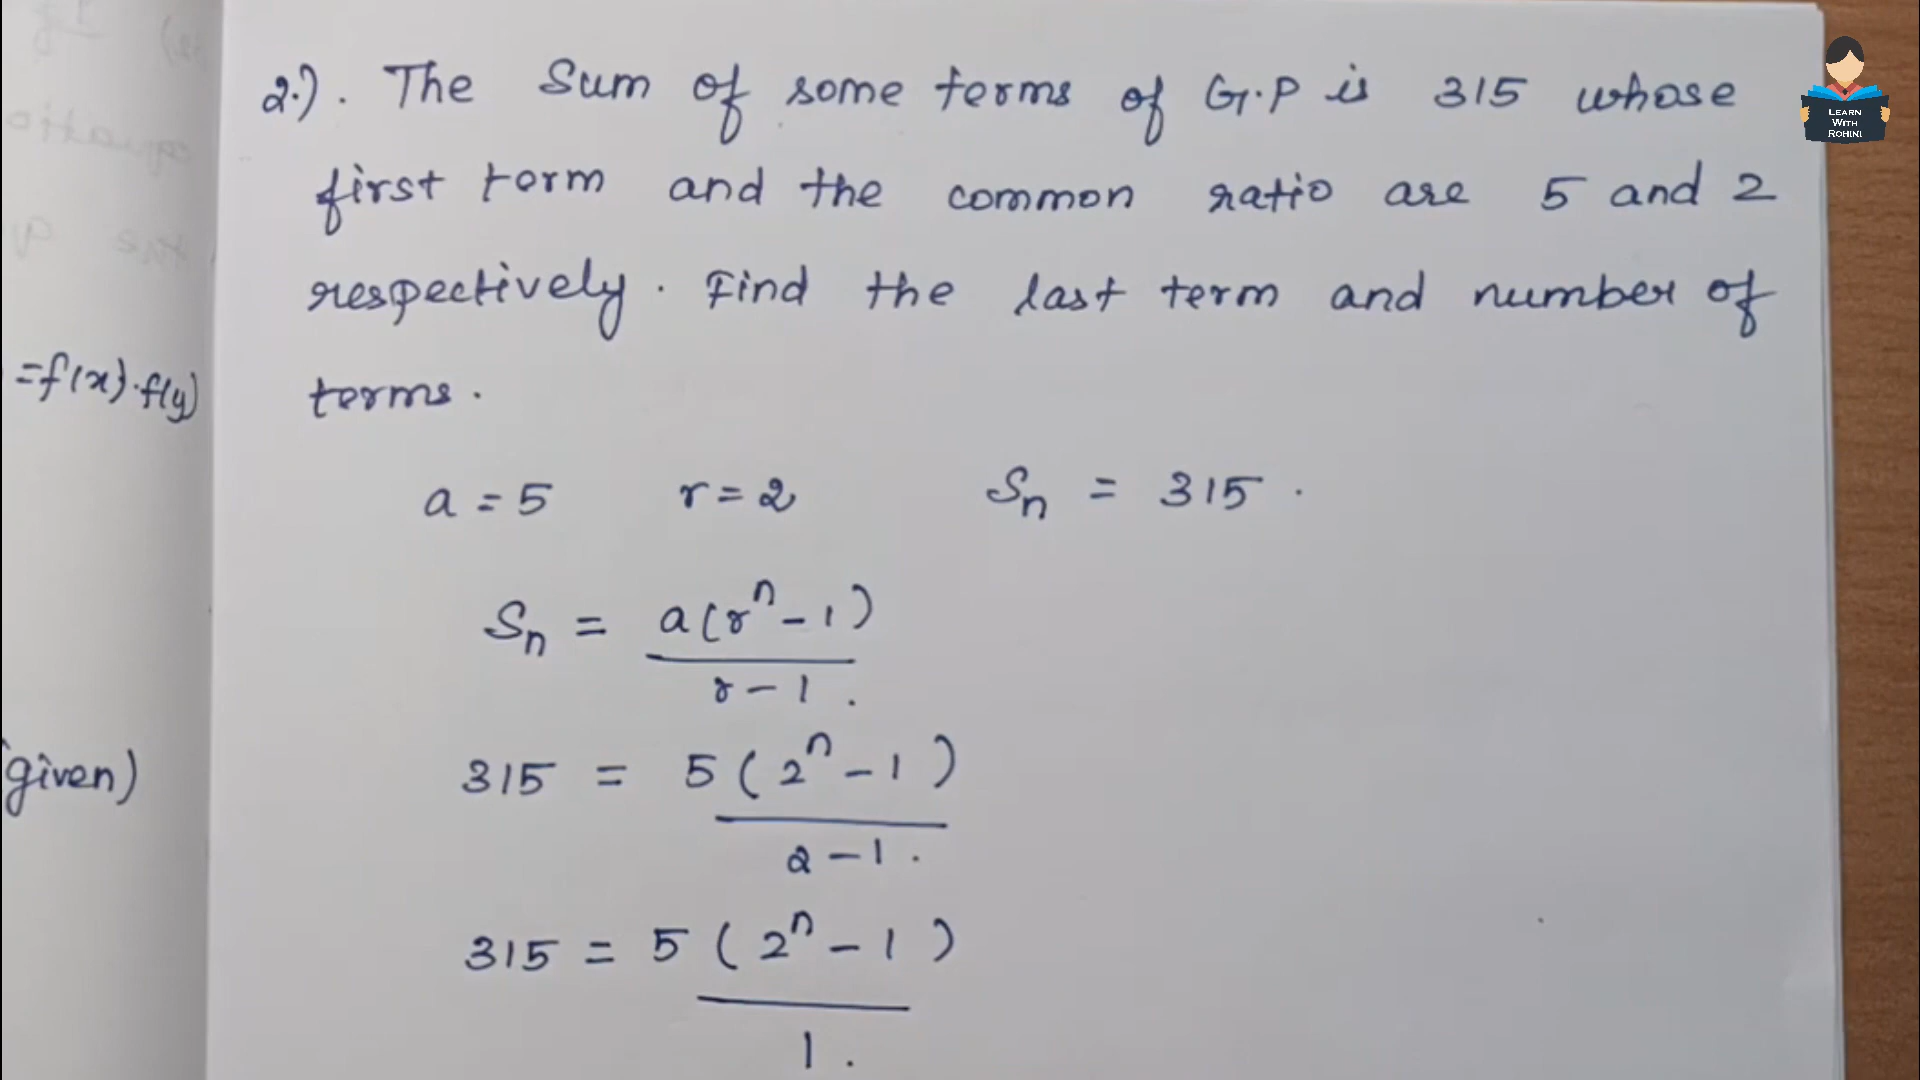 2.). The Sum of some terms of G.P is 315 whose
first term and the common ratio are 5 and 2
respectively. Find the last term and number of
terms.
a = 5 r = 2 Sn = 315.
Sn = a(r^n - 1)
r - 1.
315 = 5(2^n - 1)
2 - 1.
315 = 5(2^n - 1)
1.
= f(x).f(y)
given)
LEARN
WITH
ROHINI